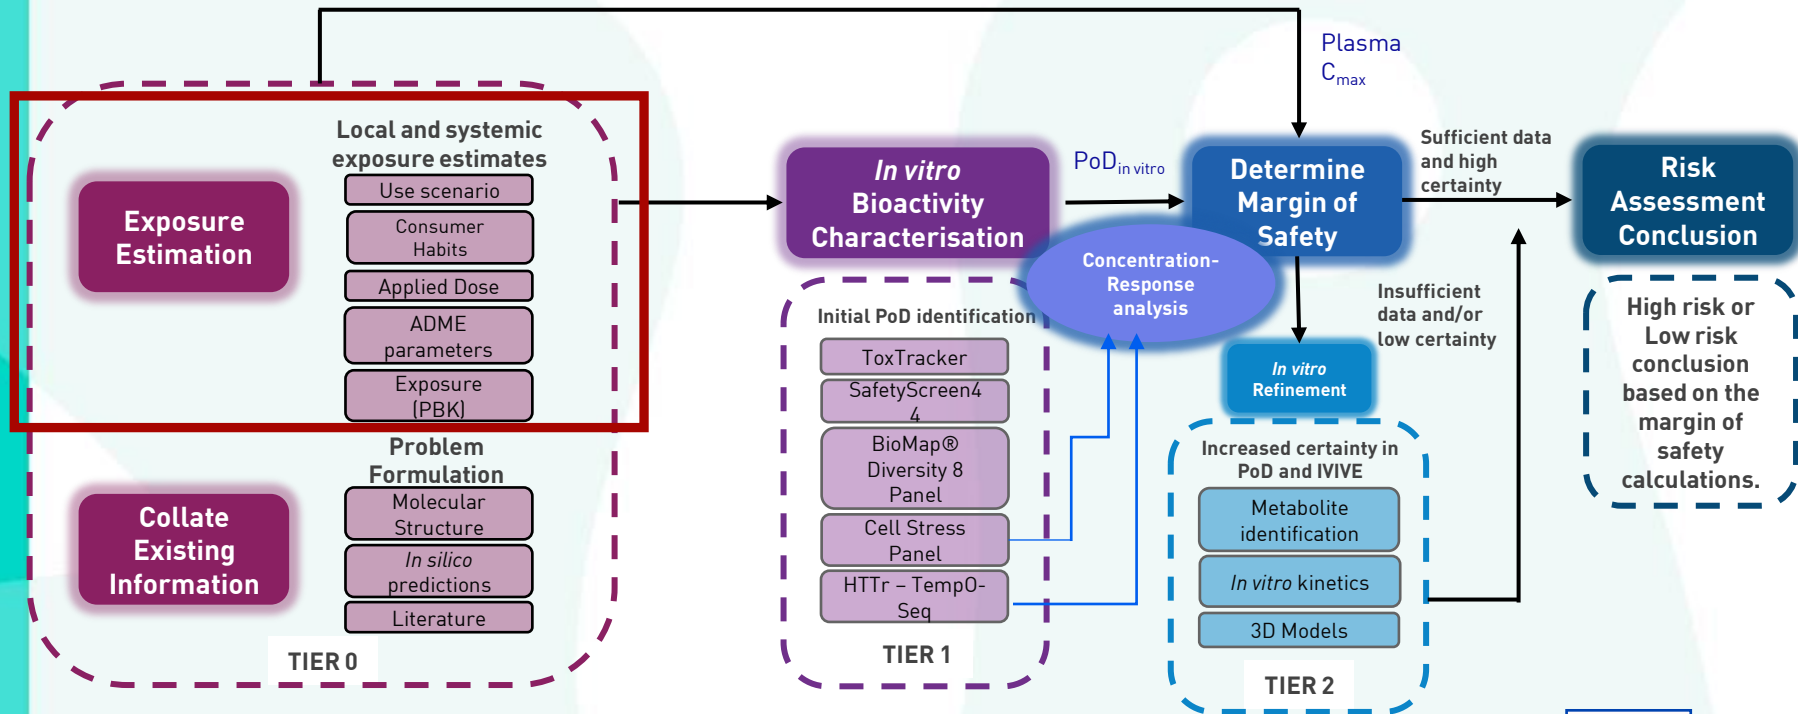 Plasma
Cmax
Local and systemic
exposure estimates
Exposure
Estimation
Use scenario
Consumer
Habits
Applied Dose
ADME
parameters
Exposure
(PBK)
Problem
Formulation
Collate
Existing
Information
Molecular
Structure
In silico
predictions
Literature
TIER 0
In vitro
Bioactivity
Characterisation
PoDin vitro
Initial PoD identification
ToxTracker
SafetyScreen4
4
BioMap®
Diversity 8
Panel
Cell Stress
Panel
HTTr – TempO-
Seq
TIER 1
Concentration-
Response
analysis
Determine
Margin of
Safety
Sufficient data
and high
certainty
Insufficient
data and/or
low certainty
In vitro
Refinement
Increased certainty in
PoD and IVIVE
Metabolite
identification
In vitro kinetics
3D Models
TIER 2
Risk
Assessment
Conclusion
High risk or
Low risk
conclusion
based on the
margin of
safety
calculations.